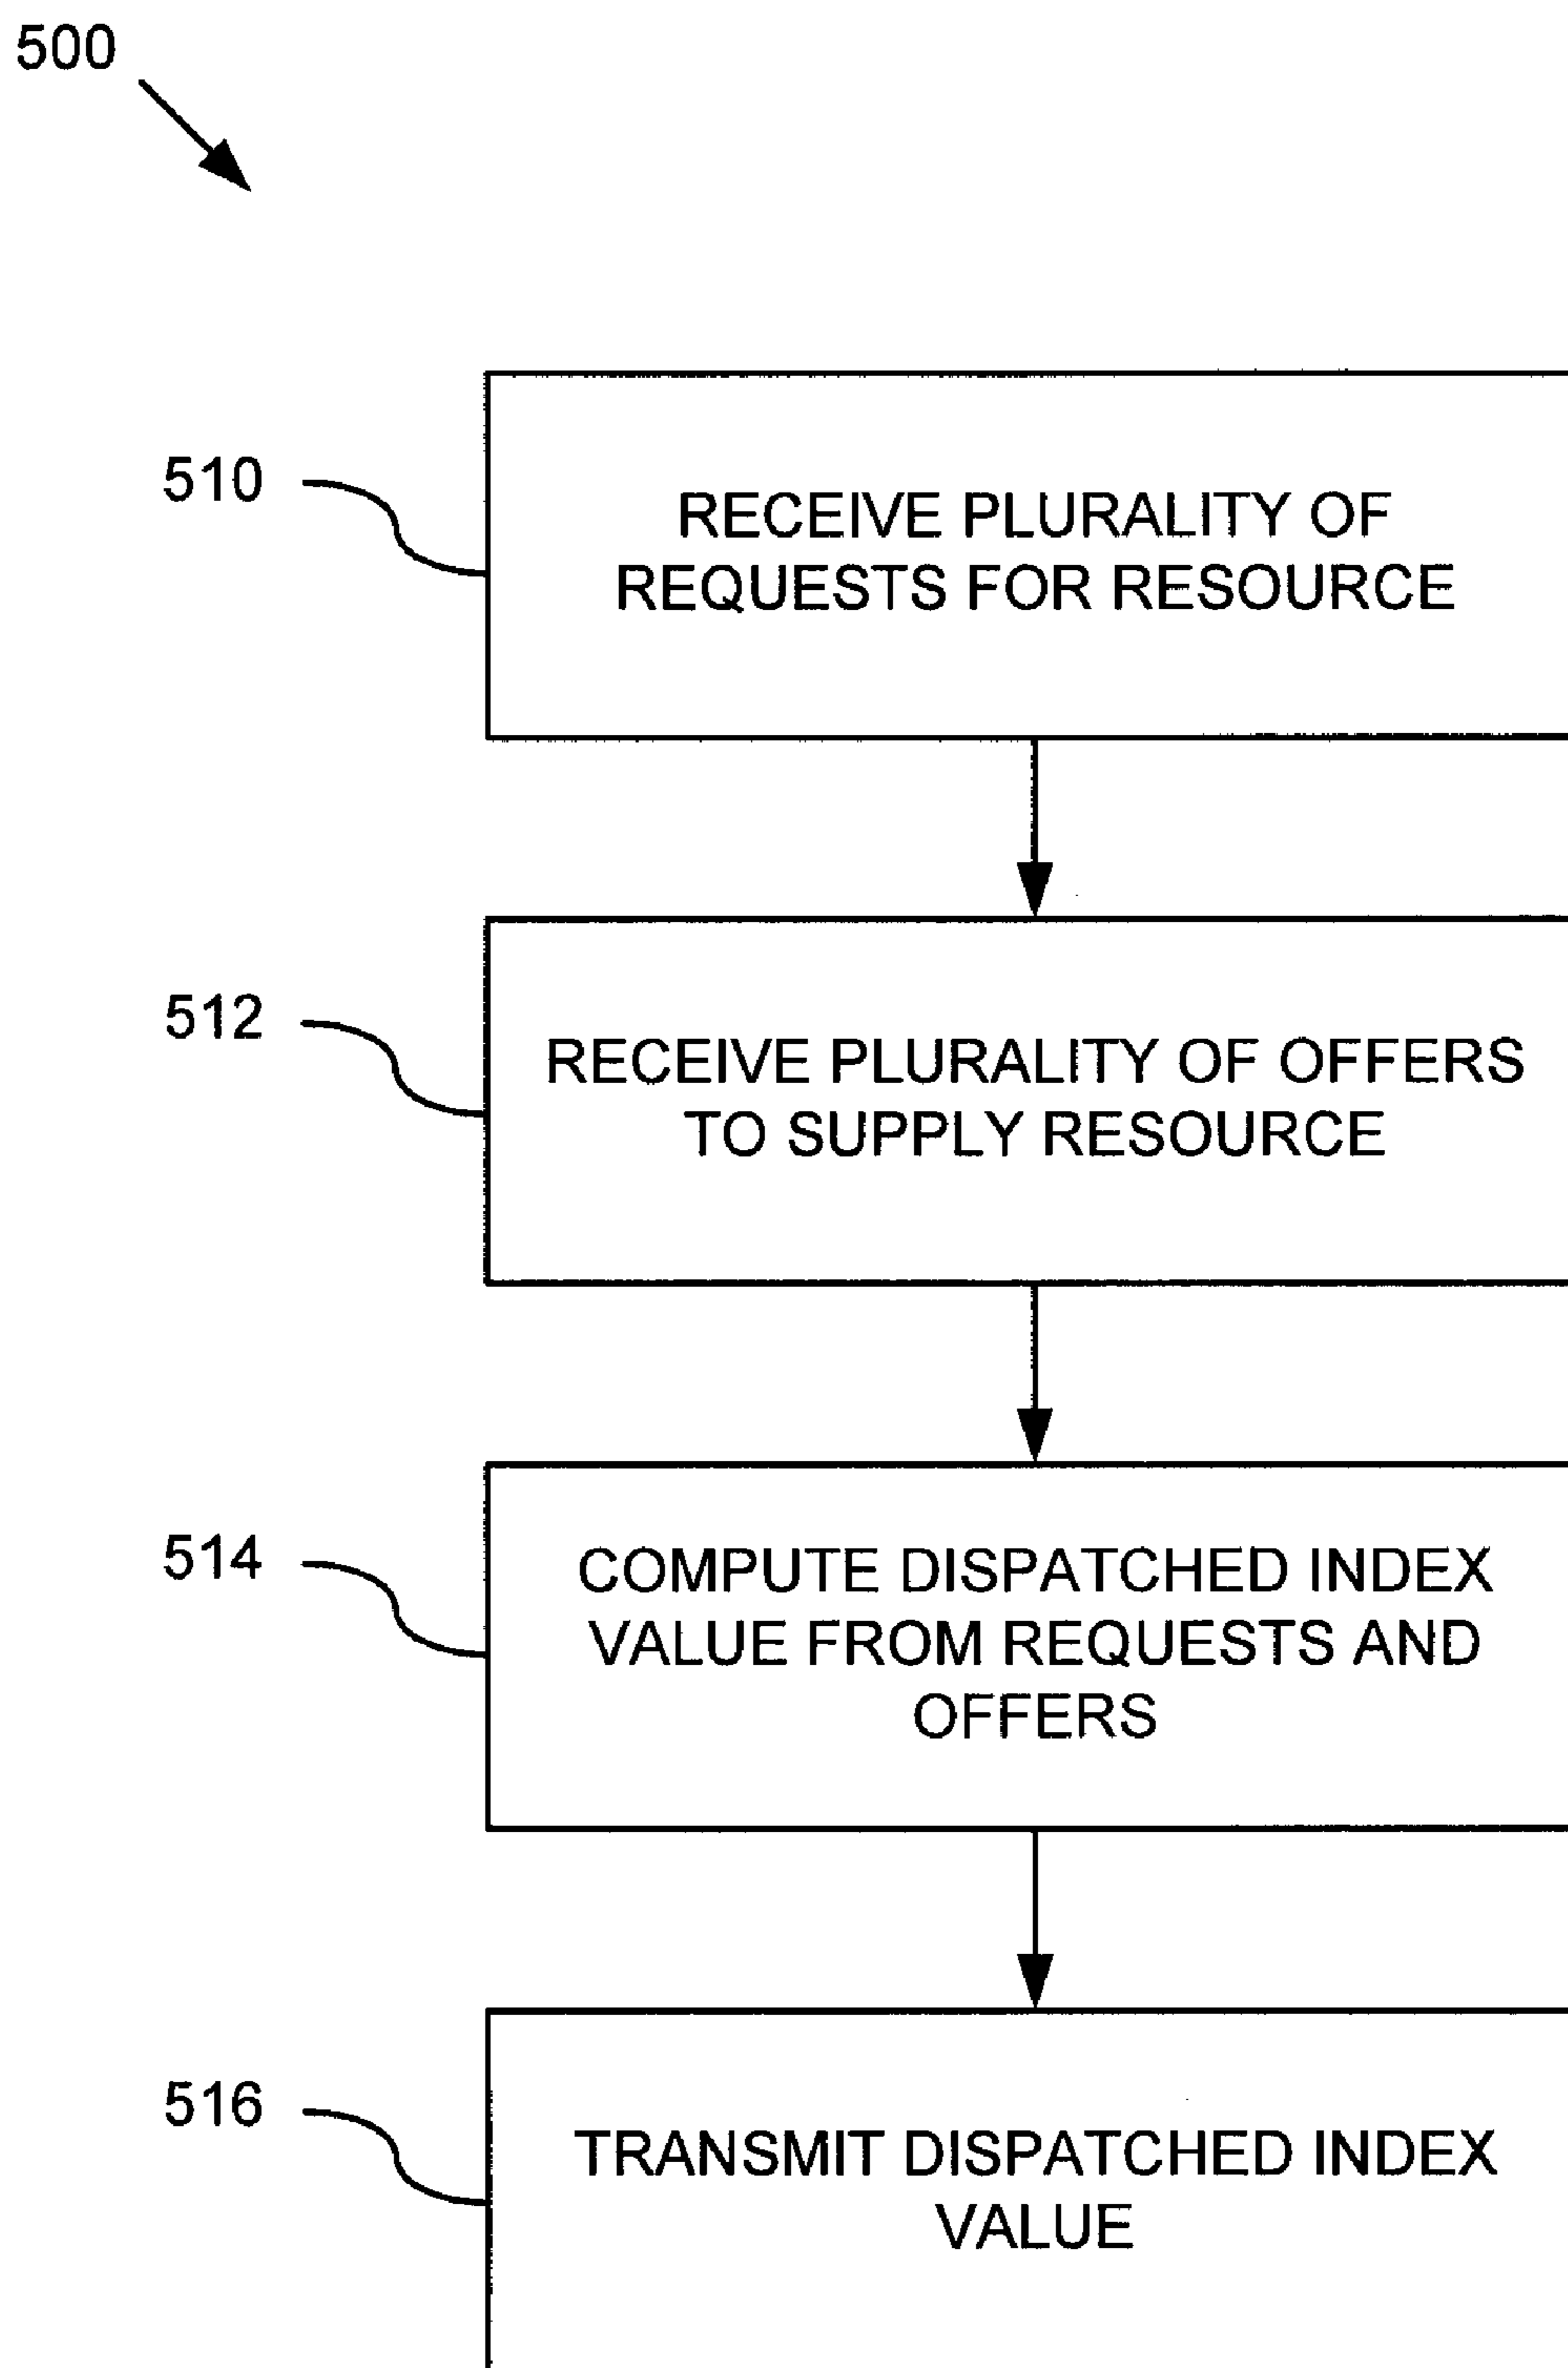 500
510
RECEIVE PLURALITY OF
REQUESTS FOR RESOURCE
512
RECEIVE PLURALITY OF OFFERS
TO SUPPLY RESOURCE
514
COMPUTE DISPATCHED INDEX
VALUE FROM REQUESTS AND
OFFERS
516
TRANSMIT DISPATCHED INDEX
VALUE